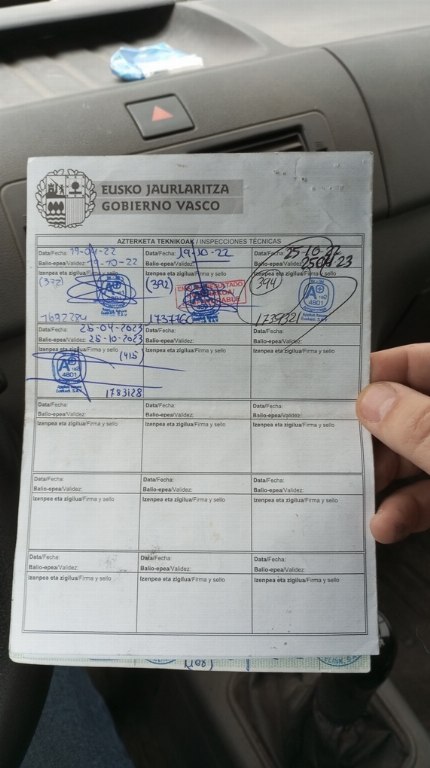 EUSKO JAURLARITZA
GOBIERNO VASCO
AZTERKETA TEKNIKOAK / INSPECCIONES TÉCNICAS
Data/Fecha: 19-04-22
Balio-epea/Validez: 19-10-22
Izenpea eta zigilua/Firma y sello
(392)
7692284
Data/Fecha: 19-10-22
Balio-epea/Validez:
Izenpea eta zigilua/Firma y sello
(392)
1737360
Data/Fecha: 25-10-22
Balio-epea/Validez: 23
Izenpea eta zigilua/Firma y sello
(394)
4801
1739321
Data/Fecha: 26-04-2023
Balio-epea/Validez: 26-10-2023
Izenpea eta zigilua/Firma y sello
(415)
4801
1783128
Data/Fecha:
Balio-epea/Validez:
Izenpea eta zigilua/Firma y sello
Data/Fecha:
Balio-epea/Validez:
Izenpea eta zigilua/Firma y sello
Data/Fecha:
Balio-epea/Validez:
Izenpea eta zigilua/Firma y sello
Data/Fecha:
Balio-epea/Validez:
Izenpea eta zigilua/Firma y sello
Data/Fecha:
Balio-epea/Validez:
Izenpea eta zigilua/Firma y sello
Data/Fecha:
Balio-epea/Validez:
Izenpea eta zigilua/Firma y sello
Data/Fecha:
Balio-epea/Validez:
Izenpea eta zigilua/Firma y sello
Data/Fecha:
Balio-epea/Validez:
Izenpea eta zigilua/Firma y sello
Data/Fecha:
Balio-epea/Validez:
Izenpea eta zigilua/Firma y sello
Data/Fecha:
Balio-epea/Validez:
Izenpea eta zigilua/Firma y sello
Data/Fecha:
Balio-epea/Validez:
Izenpea eta zigilua/Firma y sello